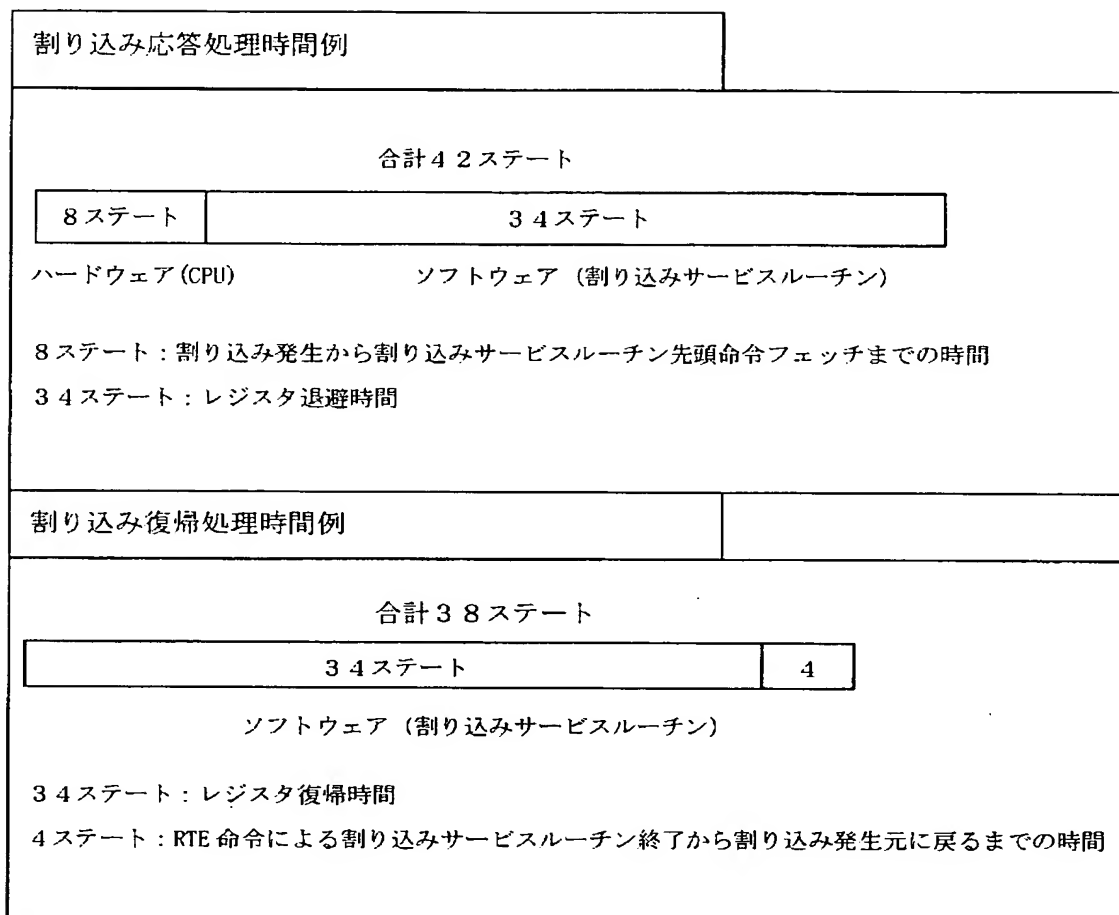 割り込み応答処理時間例
合計４２ステート
８ステート
３４ステート
ハードウェア(CPU)
ソフトウェア（割り込みサービスルーチン）
８ステート：割り込み発生から割り込みサービスルーチン先頭命令フェッチまでの時間
３４ステート：レジスタ退避時間
割り込み復帰処理時間例
合計３８ステート
３４ステート
4
ソフトウェア（割り込みサービスルーチン）
３４ステート：レジスタ復帰時間
４ステート：RTE 命令による割り込みサービスルーチン終了から割り込み発生元に戻るまでの時間